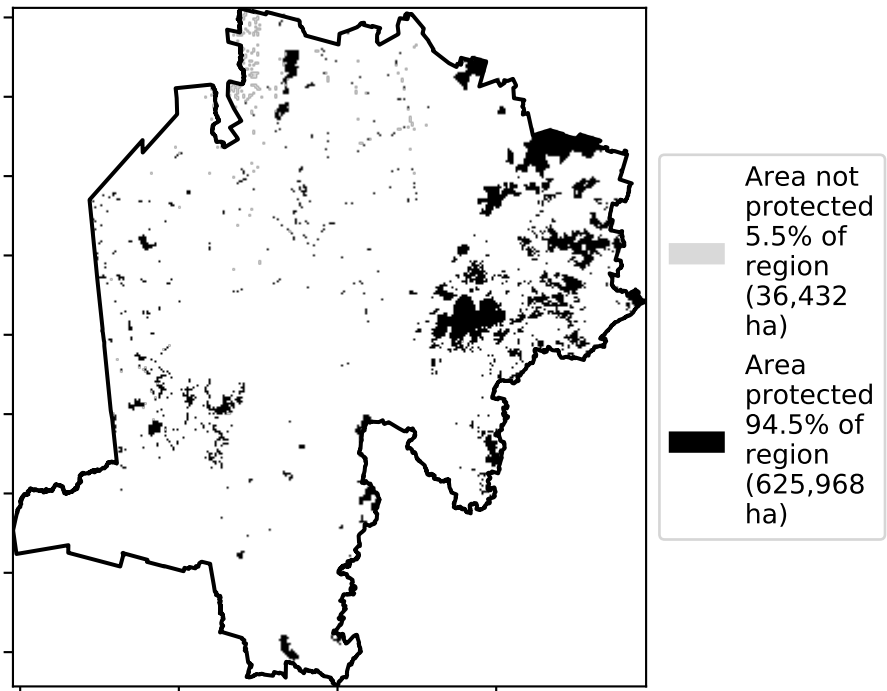 Area not
protected
5.5% of
region
(36,432
ha)
Area
protected
94.5% of
region
(625,968
ha)